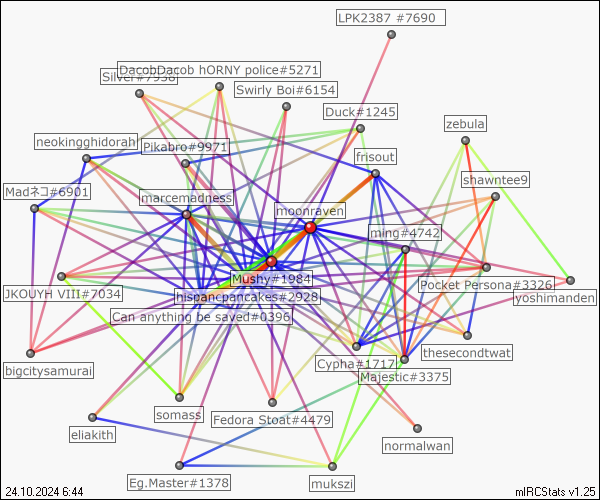 LPK2387 #7690
DacobDacob hORNY police#5271
Silver#7938
Swirly Boi#6154
Duck#1245
zebula
neokingghidorah
Pikabro#9971
frisout
shawntee9
Madネコ#6901
marcemadness
moonraven
ming#4742
Mushy#1984
Pocket Persona#3326
JKOUYH VIII#7034
hispancpancakes#2928
yoshimanden
Can anything be saved#0396
thesecondtwat
bigcitysamurai
Cypha#1717
Majestic#3375
somass
Fedora Stoat#4479
eliakith
normalwan
Eg.Master#1378
mukszi
24.10.2024 6:44
mIRCStats v1.25